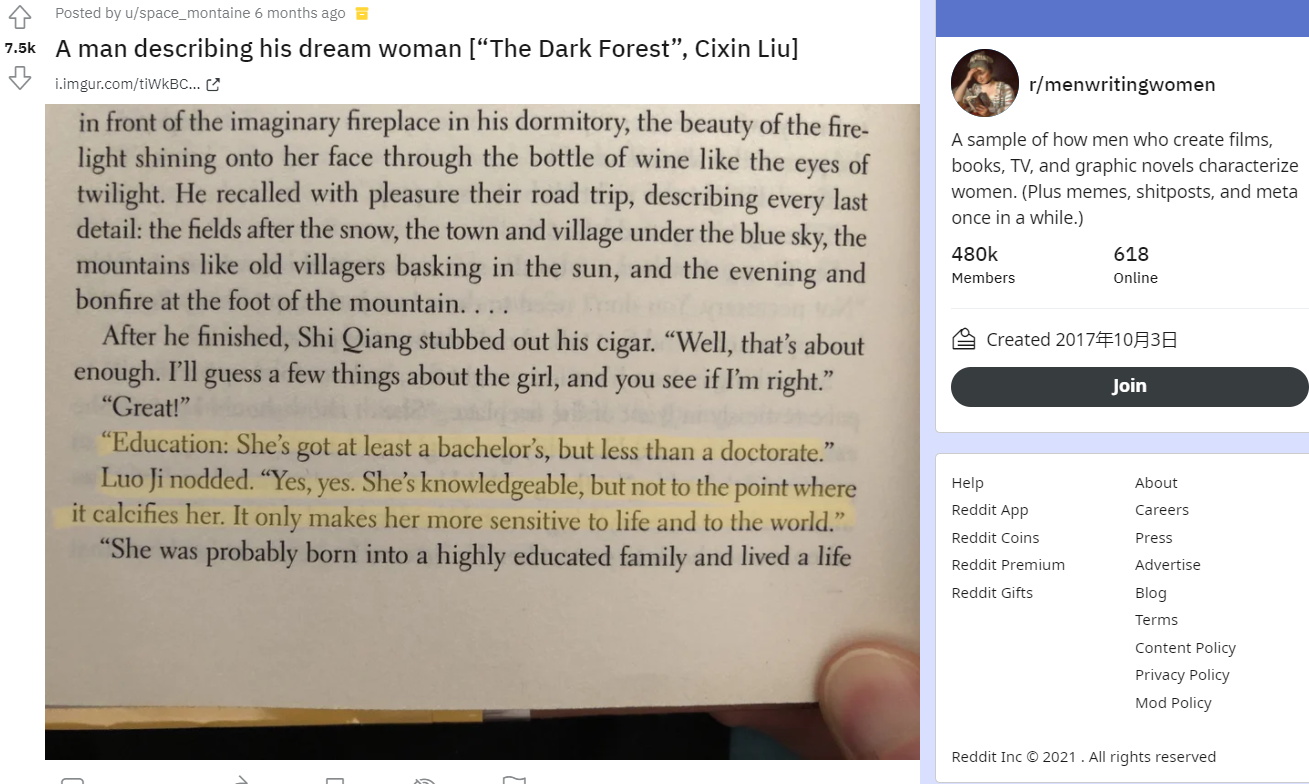 Posted by u/space_montaine 6 months ago
7.5k
A man describing his dream woman [“The Dark Forest”, Cixin Liu]
i.imgur.com/tiWkBC...
in front of the imaginary fireplace in his dormitory, the beauty of the fire-
light shining onto her face through the bottle of wine like the eyes of
twilight. He recalled with pleasure their road trip, describing every last
detail: the fields after the snow, the town and village under the blue sky, the
mountains like old villagers basking in the sun, and the evening and
bonfire at the foot of the mountain. . . .
After he finished, Shi Qiang stubbed out his cigar. “Well, that’s about
enough. I’ll guess a few things about the girl, and you see if I’m right.”
“Great!”
“Education: She’s got at least a bachelor’s, but less than a doctorate.”
Luo Ji nodded. “Yes, yes. She’s knowledgeable, but not to the point where
it calcifies her. It only makes her more sensitive to life and to the world.”
“She was probably born into a highly educated family and lived a life
r/menwritingwomen
A sample of how men who create films,
books, TV, and graphic novels characterize
women. (Plus memes, shitposts, and meta
once in a while.)
480k
Members
618
Online
Created 2017年10月3日
Join
Help
Reddit App
Reddit Coins
Reddit Premium
Reddit Gifts
About
Careers
Press
Advertise
Blog
Terms
Content Policy
Privacy Policy
Mod Policy
Reddit Inc © 2021 . All rights reserved